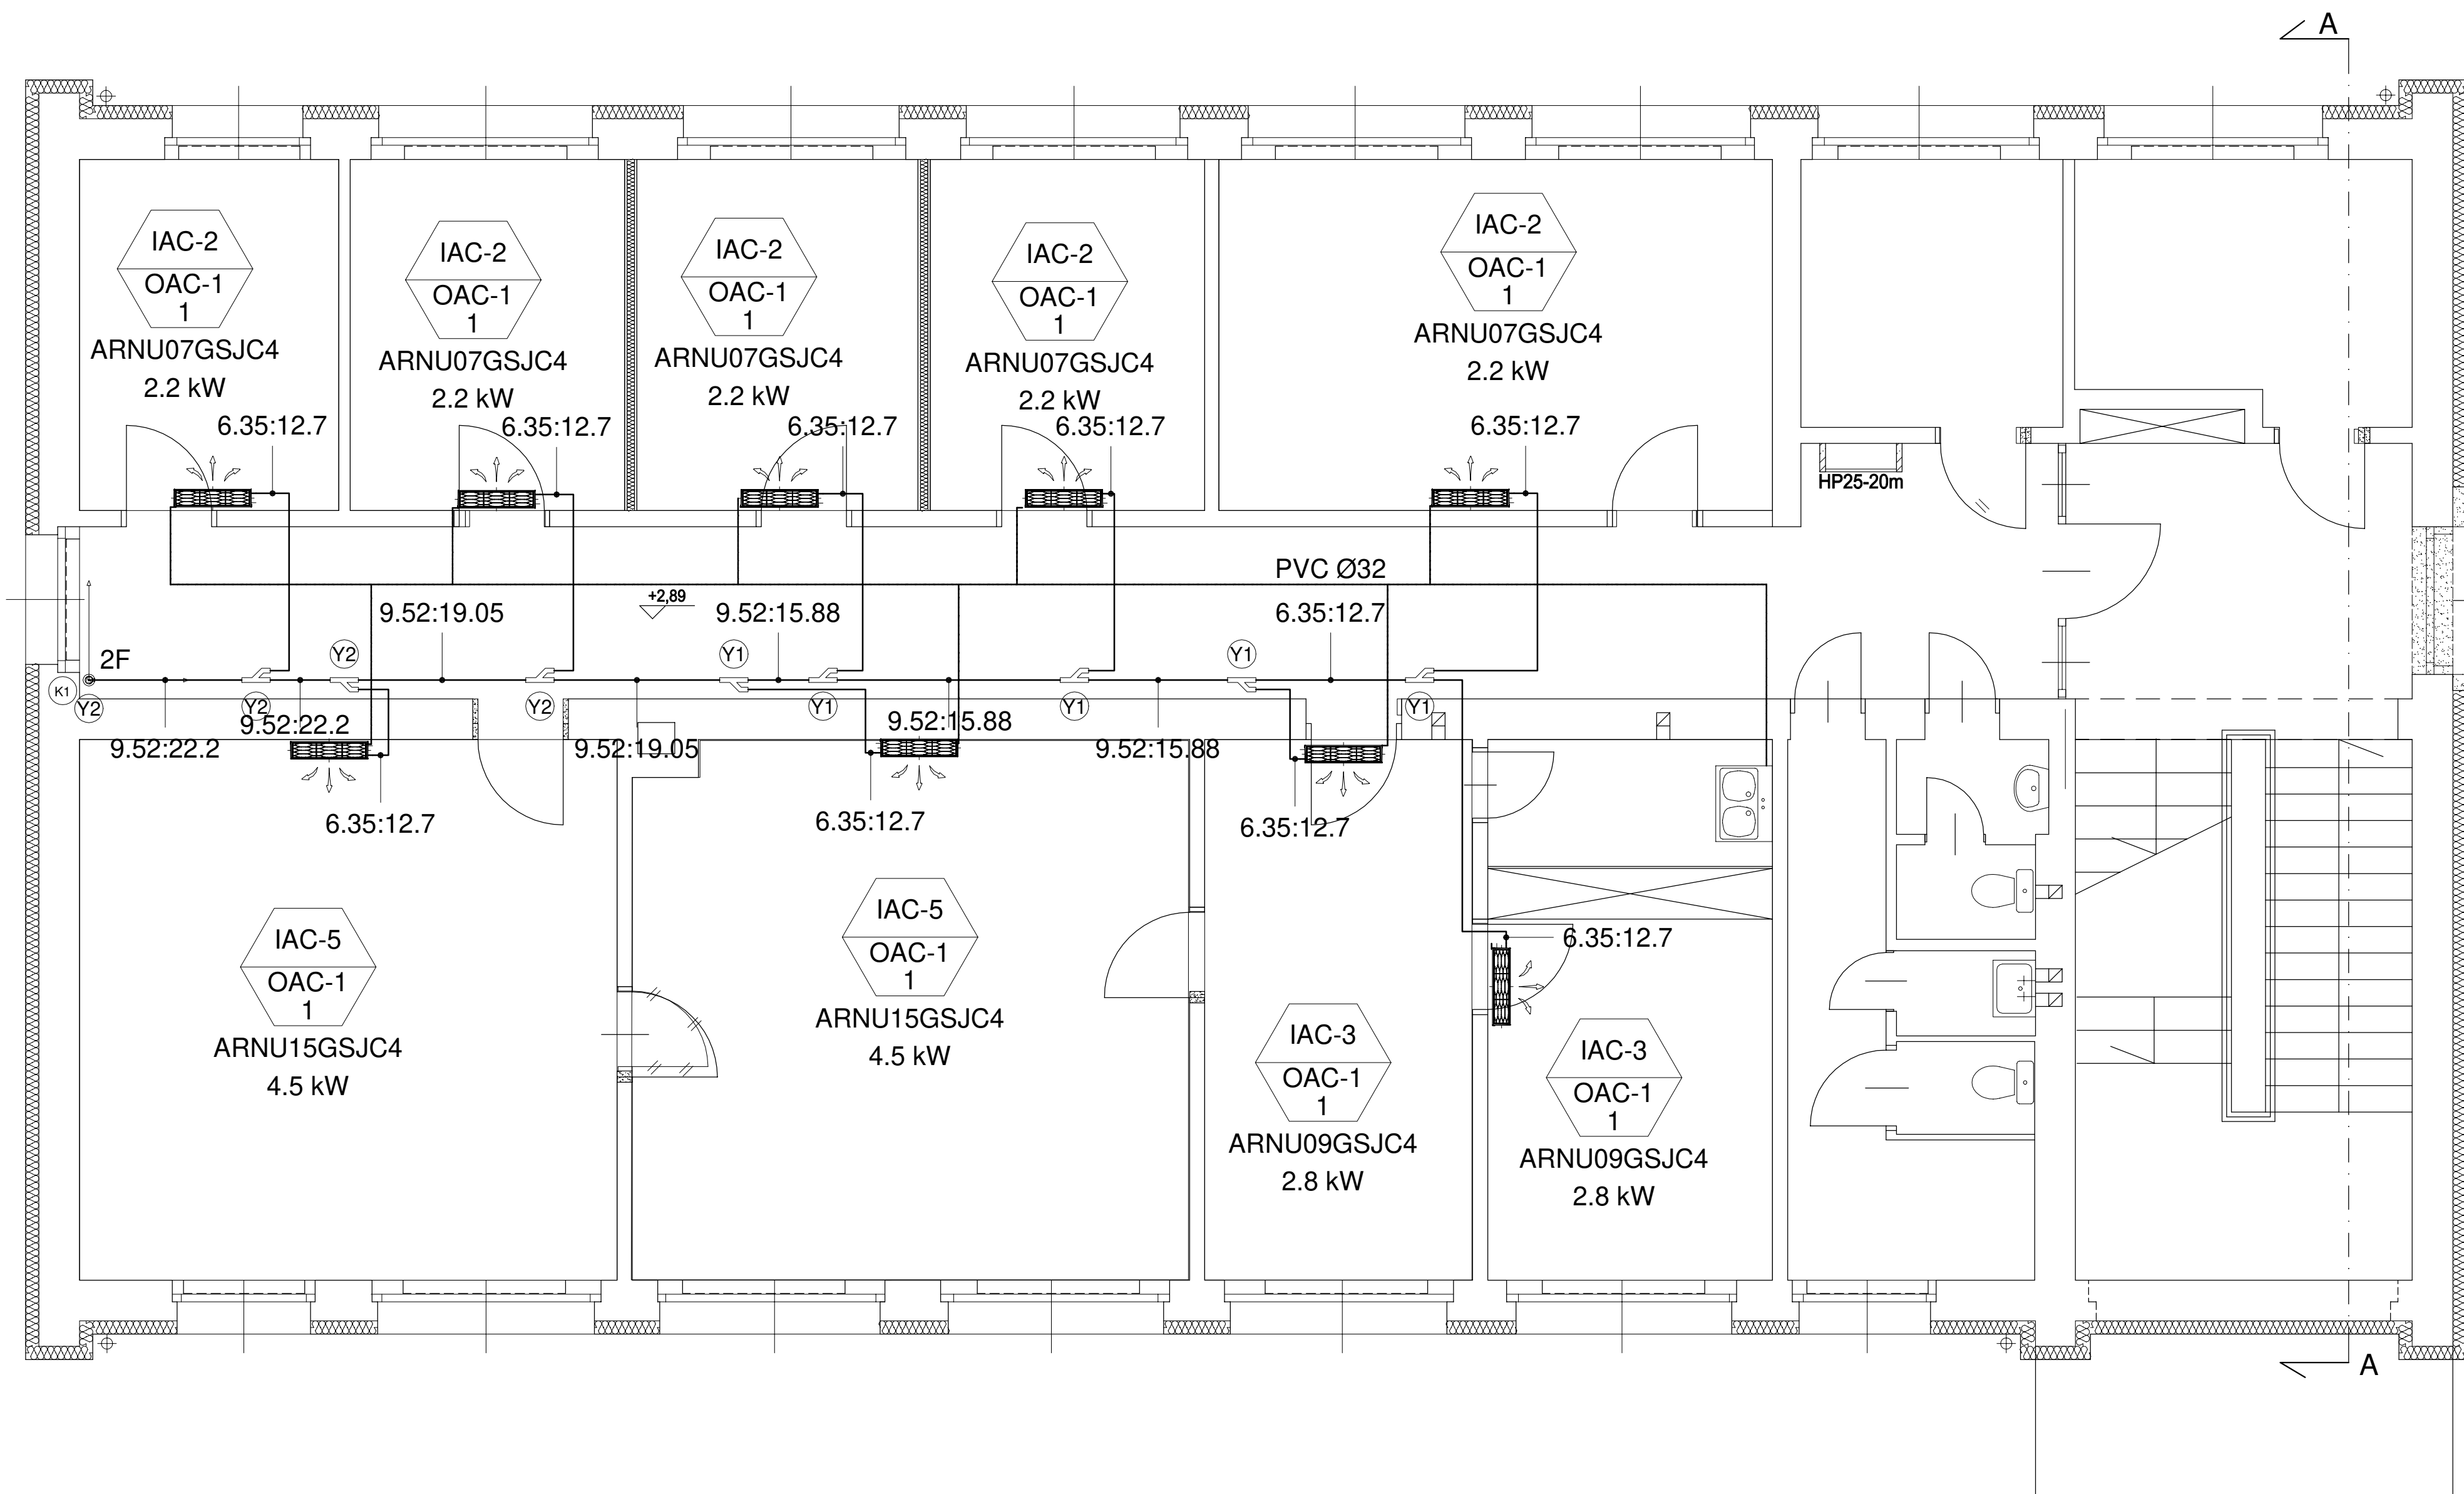 A
IAC-2
OAC-1
1
ARNU07GSJC4
2.2 kW
6.35:12.7
IAC-2
OAC-1
1
ARNU07GSJC4
2.2 kW
6.35:12.7
IAC-2
OAC-1
1
ARNU07GSJC4
2.2 kW
6.35:12.7
IAC-2
OAC-1
1
ARNU07GSJC4
2.2 kW
6.35:12.7
IAC-2
OAC-1
1
ARNU07GSJC4
2.2 kW
6.35:12.7
HP25-20m
PVC Ø32
+2,89
9.52:19.05
9.52:15.88
6.35:12.7
2F
Y2
Y1
Y1
K1
Y2
Y2
Y2
Y1
Y1
Y1
9.52:22.2
9.52:22.2
9.52:19.05
9.52:15.88
9.52:15.88
6.35:12.7
6.35:12.7
6.35:12.7
6.35:12.7
IAC-5
OAC-1
1
ARNU15GSJC4
4.5 kW
IAC-5
OAC-1
1
ARNU15GSJC4
4.5 kW
IAC-3
OAC-1
1
ARNU09GSJC4
2.8 kW
IAC-3
OAC-1
1
ARNU09GSJC4
2.8 kW
A